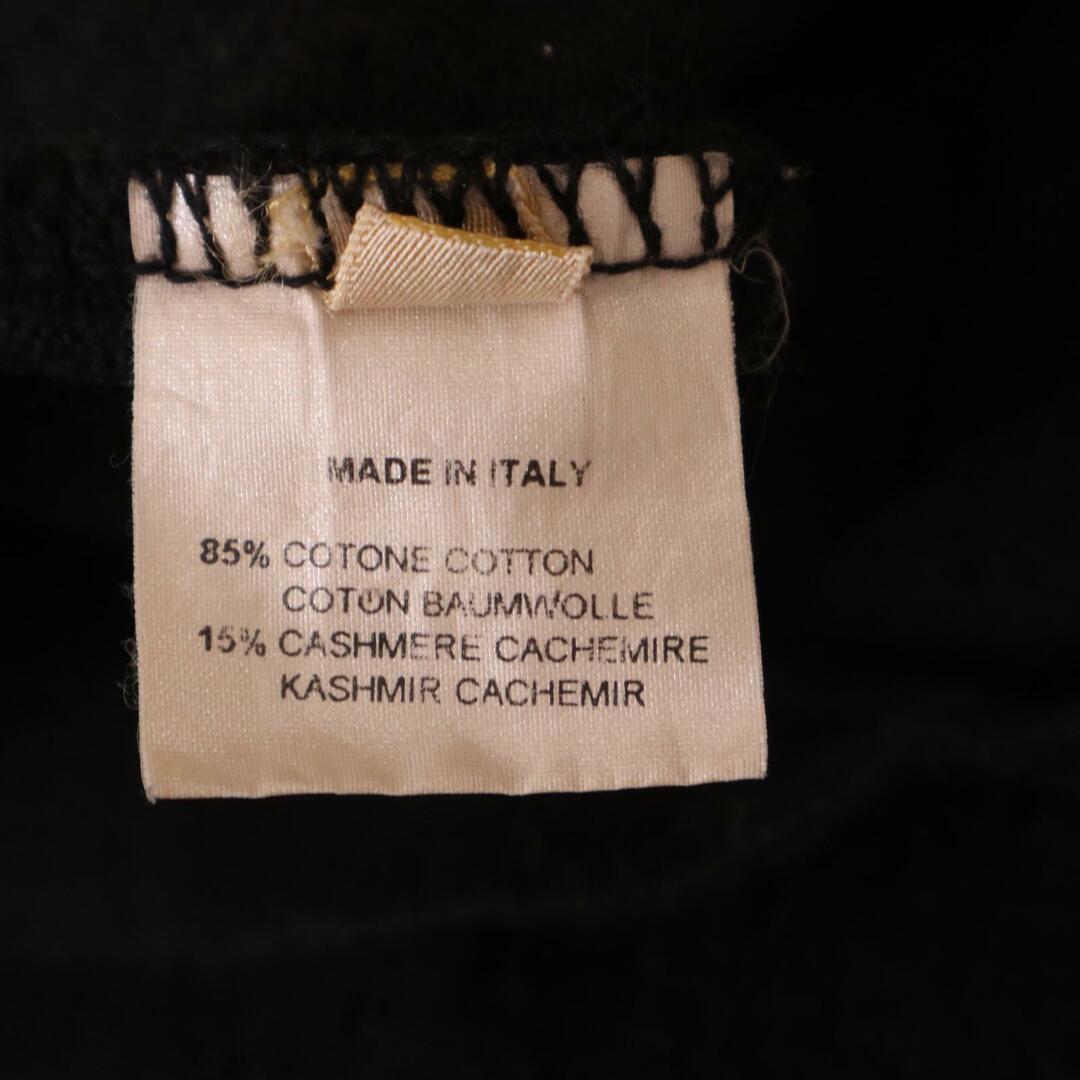 MADE IN ITALY
85% COTONE COTTON
COTON BAUMWOLLE
15% CASHMERE CACHEMIRE
KASHMIR CACHEMIR